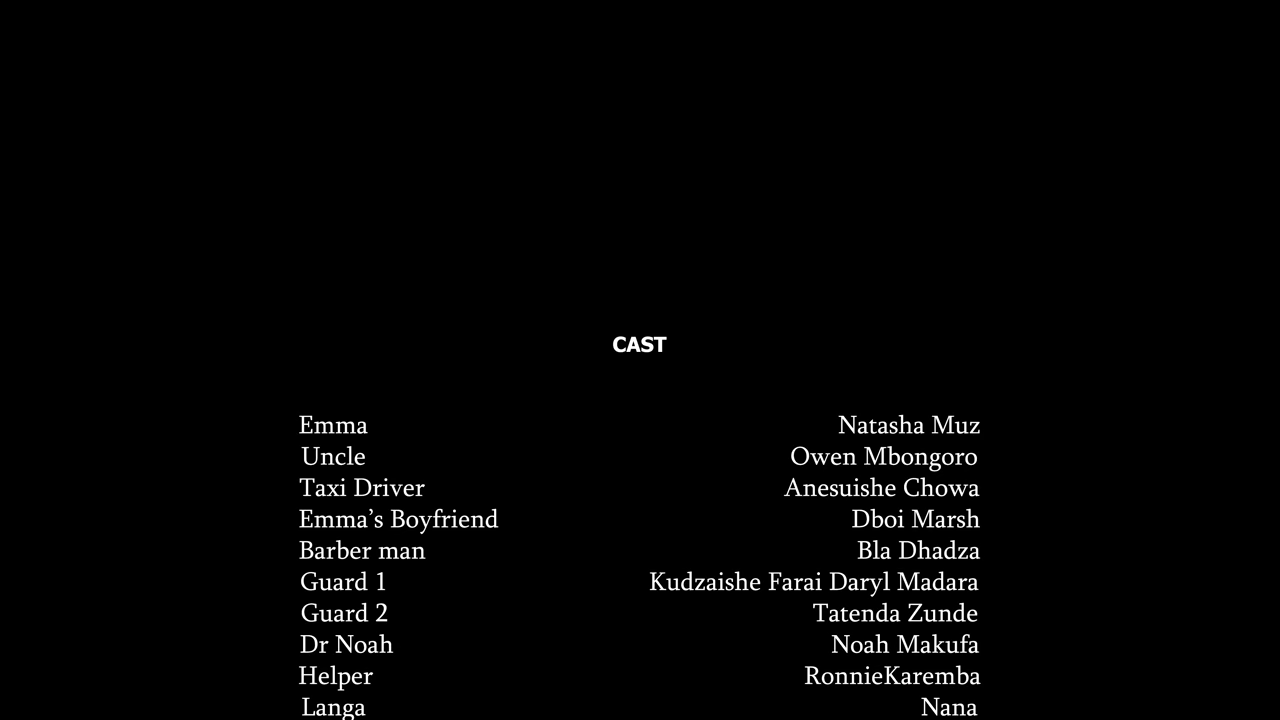 CAST
Emma Natasha Muz
Uncle Owen Mbongoro
Taxi Driver Anesuishe Chowa
Emma’s Boyfriend Dboi Marsh
Barber man Bla Dhadza
Guard 1 Kudzaishe Farai Daryl Madara
Guard 2 Tatenda Zunde
Dr Noah Noah Makufa
Helper RonnieKaremba
Langa Nana